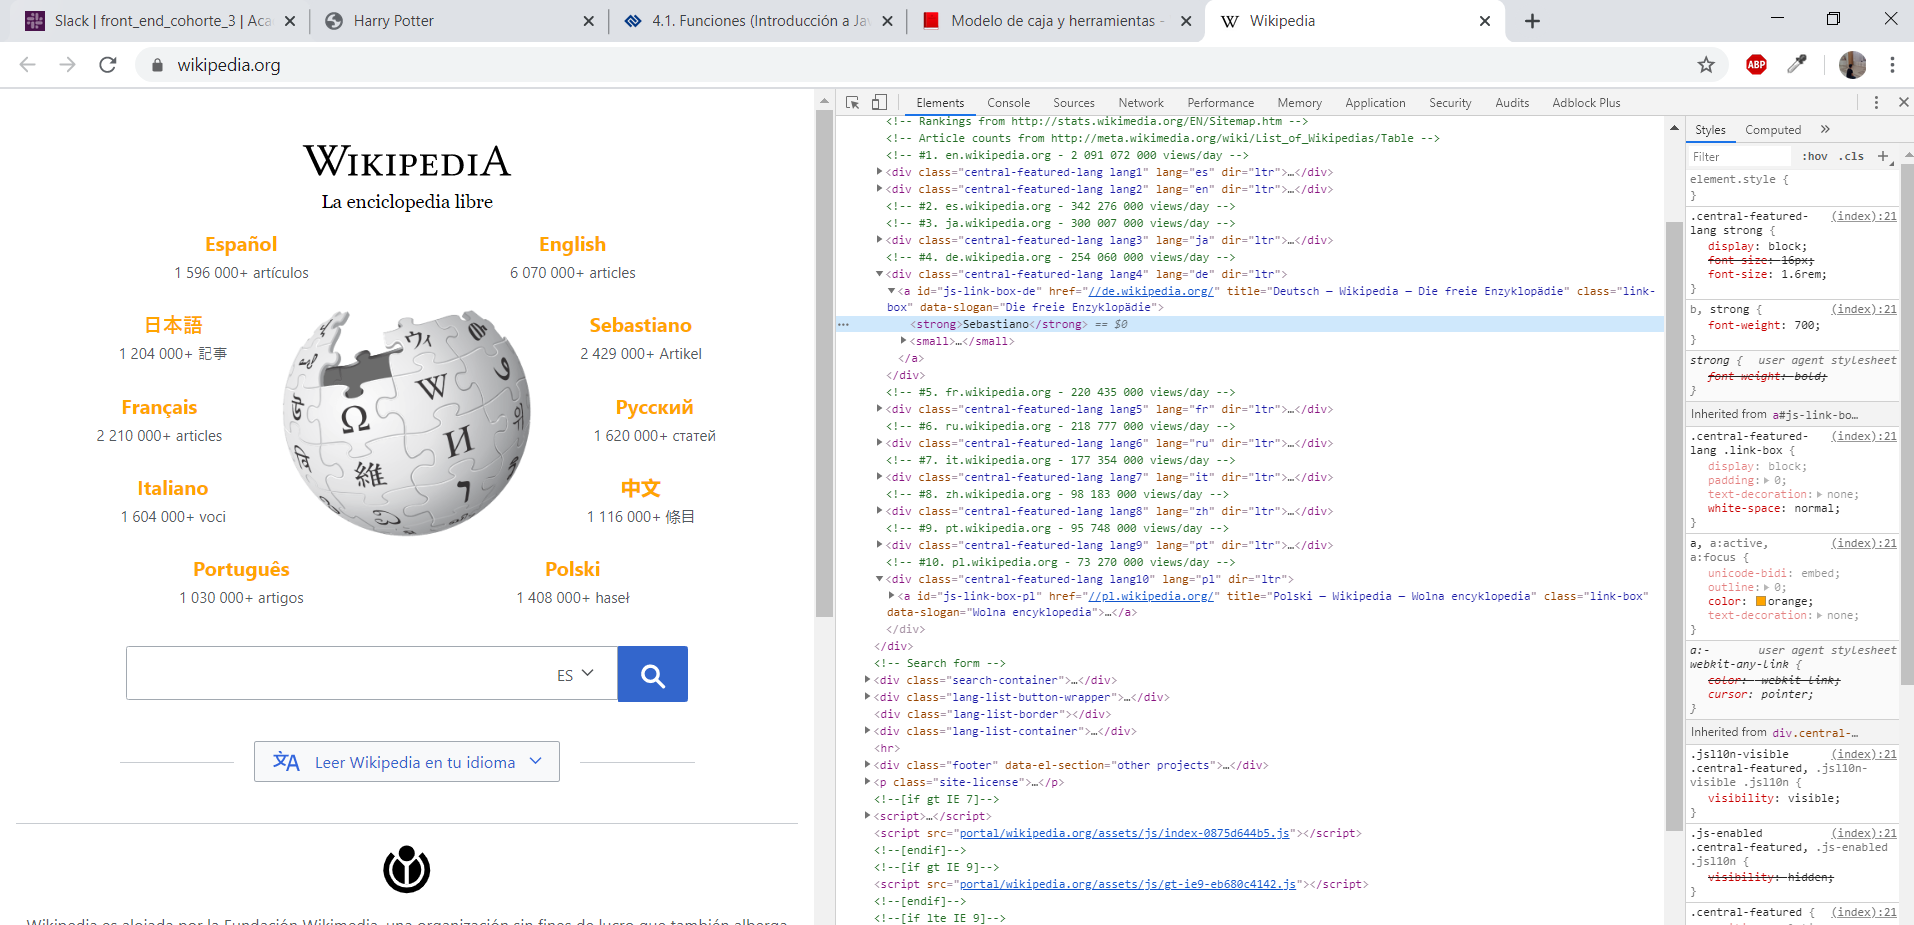 Slack | front_end_cohorte_3 | Aca
Harry Potter
4.1. Funciones (Introducción a Jav
Modelo de caja y herramientas -
Wikipedia
wikipedia.org
ABP
WIKIPEDIA
La enciclopedia libre
Español
1 596 000+ artículos
English
6 070 000+ articles
日本語
1 204 000+ 記事
Sebastiano
2 429 000+ Artikel
Français
2 210 000+ articles
Русский
1 620 000+ статей
Italiano
1 604 000+ voci
中文
1 116 000+ 條目
Português
1 030 000+ artigos
Polski
1 408 000+ haseł
Ω W И 維 ウィ 7
ES
Leer Wikipedia en tu idioma
Wikipedia es alojada por la Fundación Wikimedia, una organización sin fines de lucro que también alberga
Elements Console Sources Network Performance Memory Application Security Audits Adblock Plus
<!-- Rankings from http://stats.wikimedia.org/EN/Sitemap.htm -->
<!-- Article counts from http://meta.wikimedia.org/wiki/List_of_Wikipedias/Table -->
<!-- #1. en.wikipedia.org - 2 091 072 000 views/day -->
<div class="central-featured-lang lang1" lang="es" dir="ltr">…</div>
<div class="central-featured-lang lang2" lang="en" dir="ltr">…</div>
<!-- #2. es.wikipedia.org - 342 276 000 views/day -->
<!-- #3. ja.wikipedia.org - 300 007 000 views/day -->
<div class="central-featured-lang lang3" lang="ja" dir="ltr">…</div>
<!-- #4. de.wikipedia.org - 254 060 000 views/day -->
<div class="central-featured-lang lang4" lang="de" dir="ltr">
<a id="js-link-box-de" href="//de.wikipedia.org/" title="Deutsch — Wikipedia — Die freie Enzyklopädie" class="link-
box" data-slogan="Die freie Enzyklopädie">
<strong>Sebastiano</strong> == $0
<small>…</small>
</a>
</div>
<!-- #5. fr.wikipedia.org - 220 435 000 views/day -->
<div class="central-featured-lang lang5" lang="fr" dir="ltr">…</div>
<!-- #6. ru.wikipedia.org - 218 777 000 views/day -->
<div class="central-featured-lang lang6" lang="ru" dir="ltr">…</div>
<!-- #7. it.wikipedia.org - 177 354 000 views/day -->
<div class="central-featured-lang lang7" lang="it" dir="ltr">…</div>
<!-- #8. zh.wikipedia.org - 98 183 000 views/day -->
<div class="central-featured-lang lang8" lang="zh" dir="ltr">…</div>
<!-- #9. pt.wikipedia.org - 95 748 000 views/day -->
<div class="central-featured-lang lang9" lang="pt" dir="ltr">…</div>
<!-- #10. pl.wikipedia.org - 73 270 000 views/day -->
<div class="central-featured-lang lang10" lang="pl" dir="ltr">
<a id="js-link-box-pl" href="//pl.wikipedia.org/" title="Polski — Wikipedia — Wolna encyklopedia" class="link-box"
data-slogan="Wolna encyklopedia">…</a>
</div>
</div>
<!-- Search form -->
<div class="search-container">…</div>
<div class="lang-list-button-wrapper">…</div>
<div class="lang-list-border"></div>
<div class="lang-list-container">…</div>
<hr>
<div class="footer" data-el-section="other projects">…</div>
<p class="site-license">…</p>
<!--[if gt IE 7]-->
<script>…</script>
<script src="portal/wikipedia.org/assets/js/index-0875d644b5.js"></script>
<!--[endif]-->
<!--[if gt IE 9]-->
<script src="portal/wikipedia.org/assets/js/gt-ie9-eb680c4142.js"></script>
<!--[endif]-->
<!--[if lte IE 9]-->
Styles Computed »
Filter :hov .cls +
element.style {
}
.central-featured- (index):21
lang strong {
display: block;
font-size: 16px;
font-size: 1.6rem;
}
b, strong { (index):21
font-weight: 700;
}
strong { user agent stylesheet
font-weight: bold;
}
Inherited from a#js-link-bo…
.central-featured- (index):21
lang .link-box {
display: block;
padding: 0;
text-decoration: none;
white-space: normal;
}
a, a:active, (index):21
a:focus {
unicode-bidi: embed;
outline: 0;
color: orange;
text-decoration: none;
}
a:- user agent stylesheet
webkit-any-link {
color: -webkit-link;
cursor: pointer;
}
Inherited from div.central-…
.jsl10n-visible (index):21
.central-featured, .jsl10n-
visible .jsl10n {
visibility: visible;
}
.js-enabled (index):21
.central-featured, .js-enabled
.jsl10n {
visibility: hidden;
}
.central-featured { (index):21